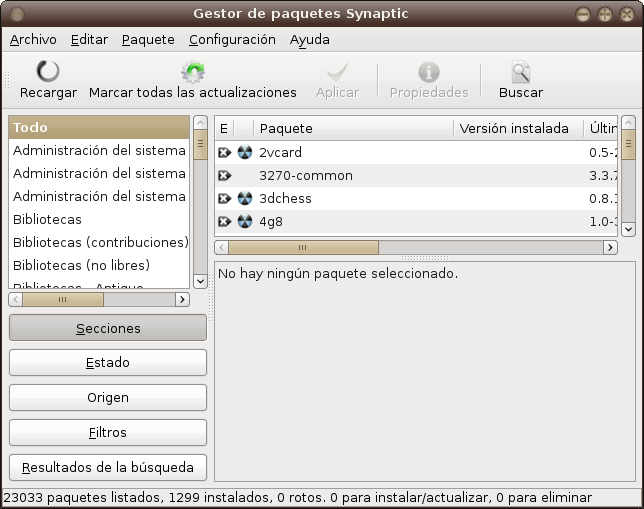 Gestor de paquetes Synaptic
Archivo Editar Paquete Configuración Ayuda
Recargar Marcar todas las actualizaciones Aplicar Propiedades Buscar
Todo
Administración del sistema
Administración del sistema
Administración del sistema
Bibliotecas
Bibliotecas (contribuciones)
Bibliotecas (no libres)
Bibliotecas - Antiguo
E Paquete Versión instalada Últin
2vcard 0.5-2
3270-common 3.3.7
3dchess 0.8.1
4g8 1.0-3
No hay ningún paquete seleccionado.
Secciones
Estado
Origen
Filtros
Resultados de la búsqueda
23033 paquetes listados, 1299 instalados, 0 rotos. 0 para instalar/actualizar, 0 para eliminar